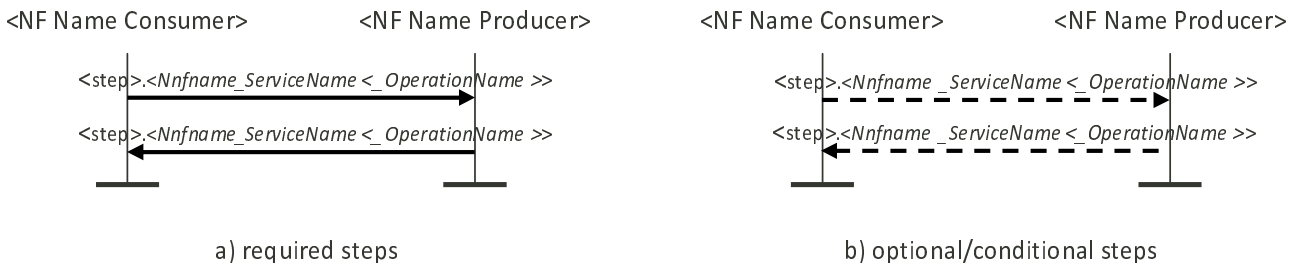 <NF Name Consumer> <NF Name Producer> <NF Name Consumer> <NF Name Producer>
<step>.<Nnfname_ServiceName <_OperationName >> <step>.<Nnfname _ServiceName <_OperationName >>
<step>.<Nnfname_ServiceName <_OperationName >> <step>.<Nnfname _ServiceName <_OperationName >>
a) required steps b) optional/conditional steps